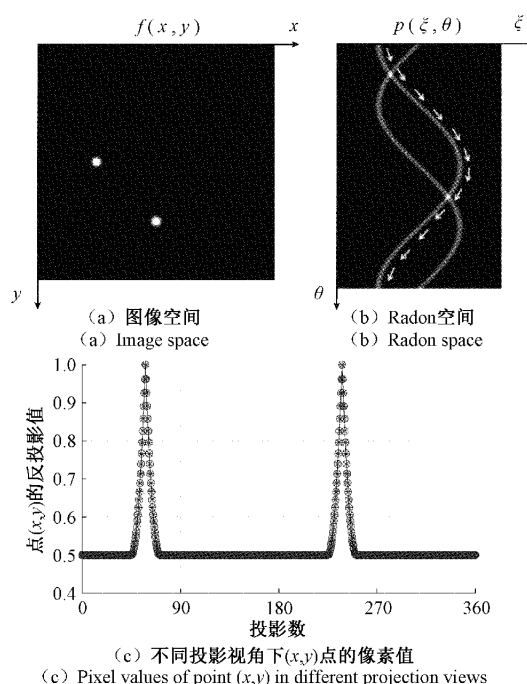 f(x,y) x p(ξ,θ) ξ
y θ
（a）图像空间 （b）Radon空间
(a) Image space (b) Radon space
1.0
0.9
0.8
0.7
0.6
0.5
0.4
点(x,y)的反投影值
0 90 180 270 360
投影数
（c）不同投影视角下(x,y)点的像素值
(c) Pixel values of point (x,y) in different projection views